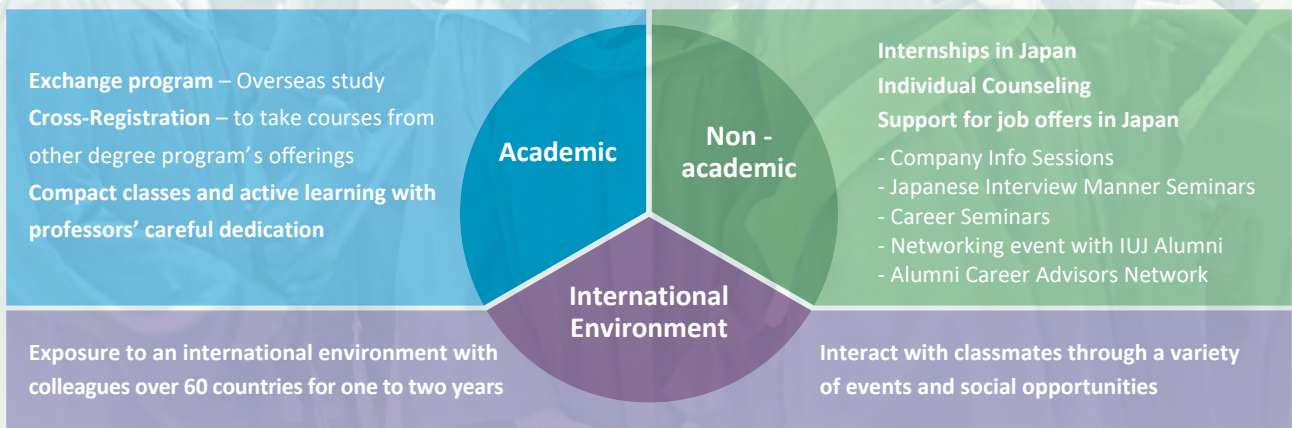 Exchange program – Overseas study
Cross-Registration – to take courses from
other degree program's offerings
Compact classes and active learning with
professors' careful dedication
Academic
Non -
academic
Internships in Japan
Individual Counseling
Support for job offers in Japan
- Company Info Sessions
- Japanese Interview Manner Seminars
- Career Seminars
- Networking event with IUJ Alumni
- Alumni Career Advisors Network
International
Environment
Exposure to an international environment with
colleagues over 60 countries for one to two years
Interact with classmates through a variety
of events and social opportunities